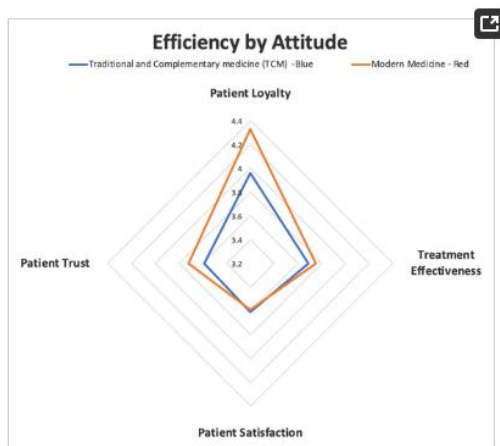 Efficiency by Attitude
Traditional and Complementary medicine (TCM) -Blue
Modern Medicine - Red
Patient Loyalty
4.4
4.2
4
3.8
3.6
3.4
3.2
Patient Trust
Treatment
Effectiveness
Patient Satisfaction